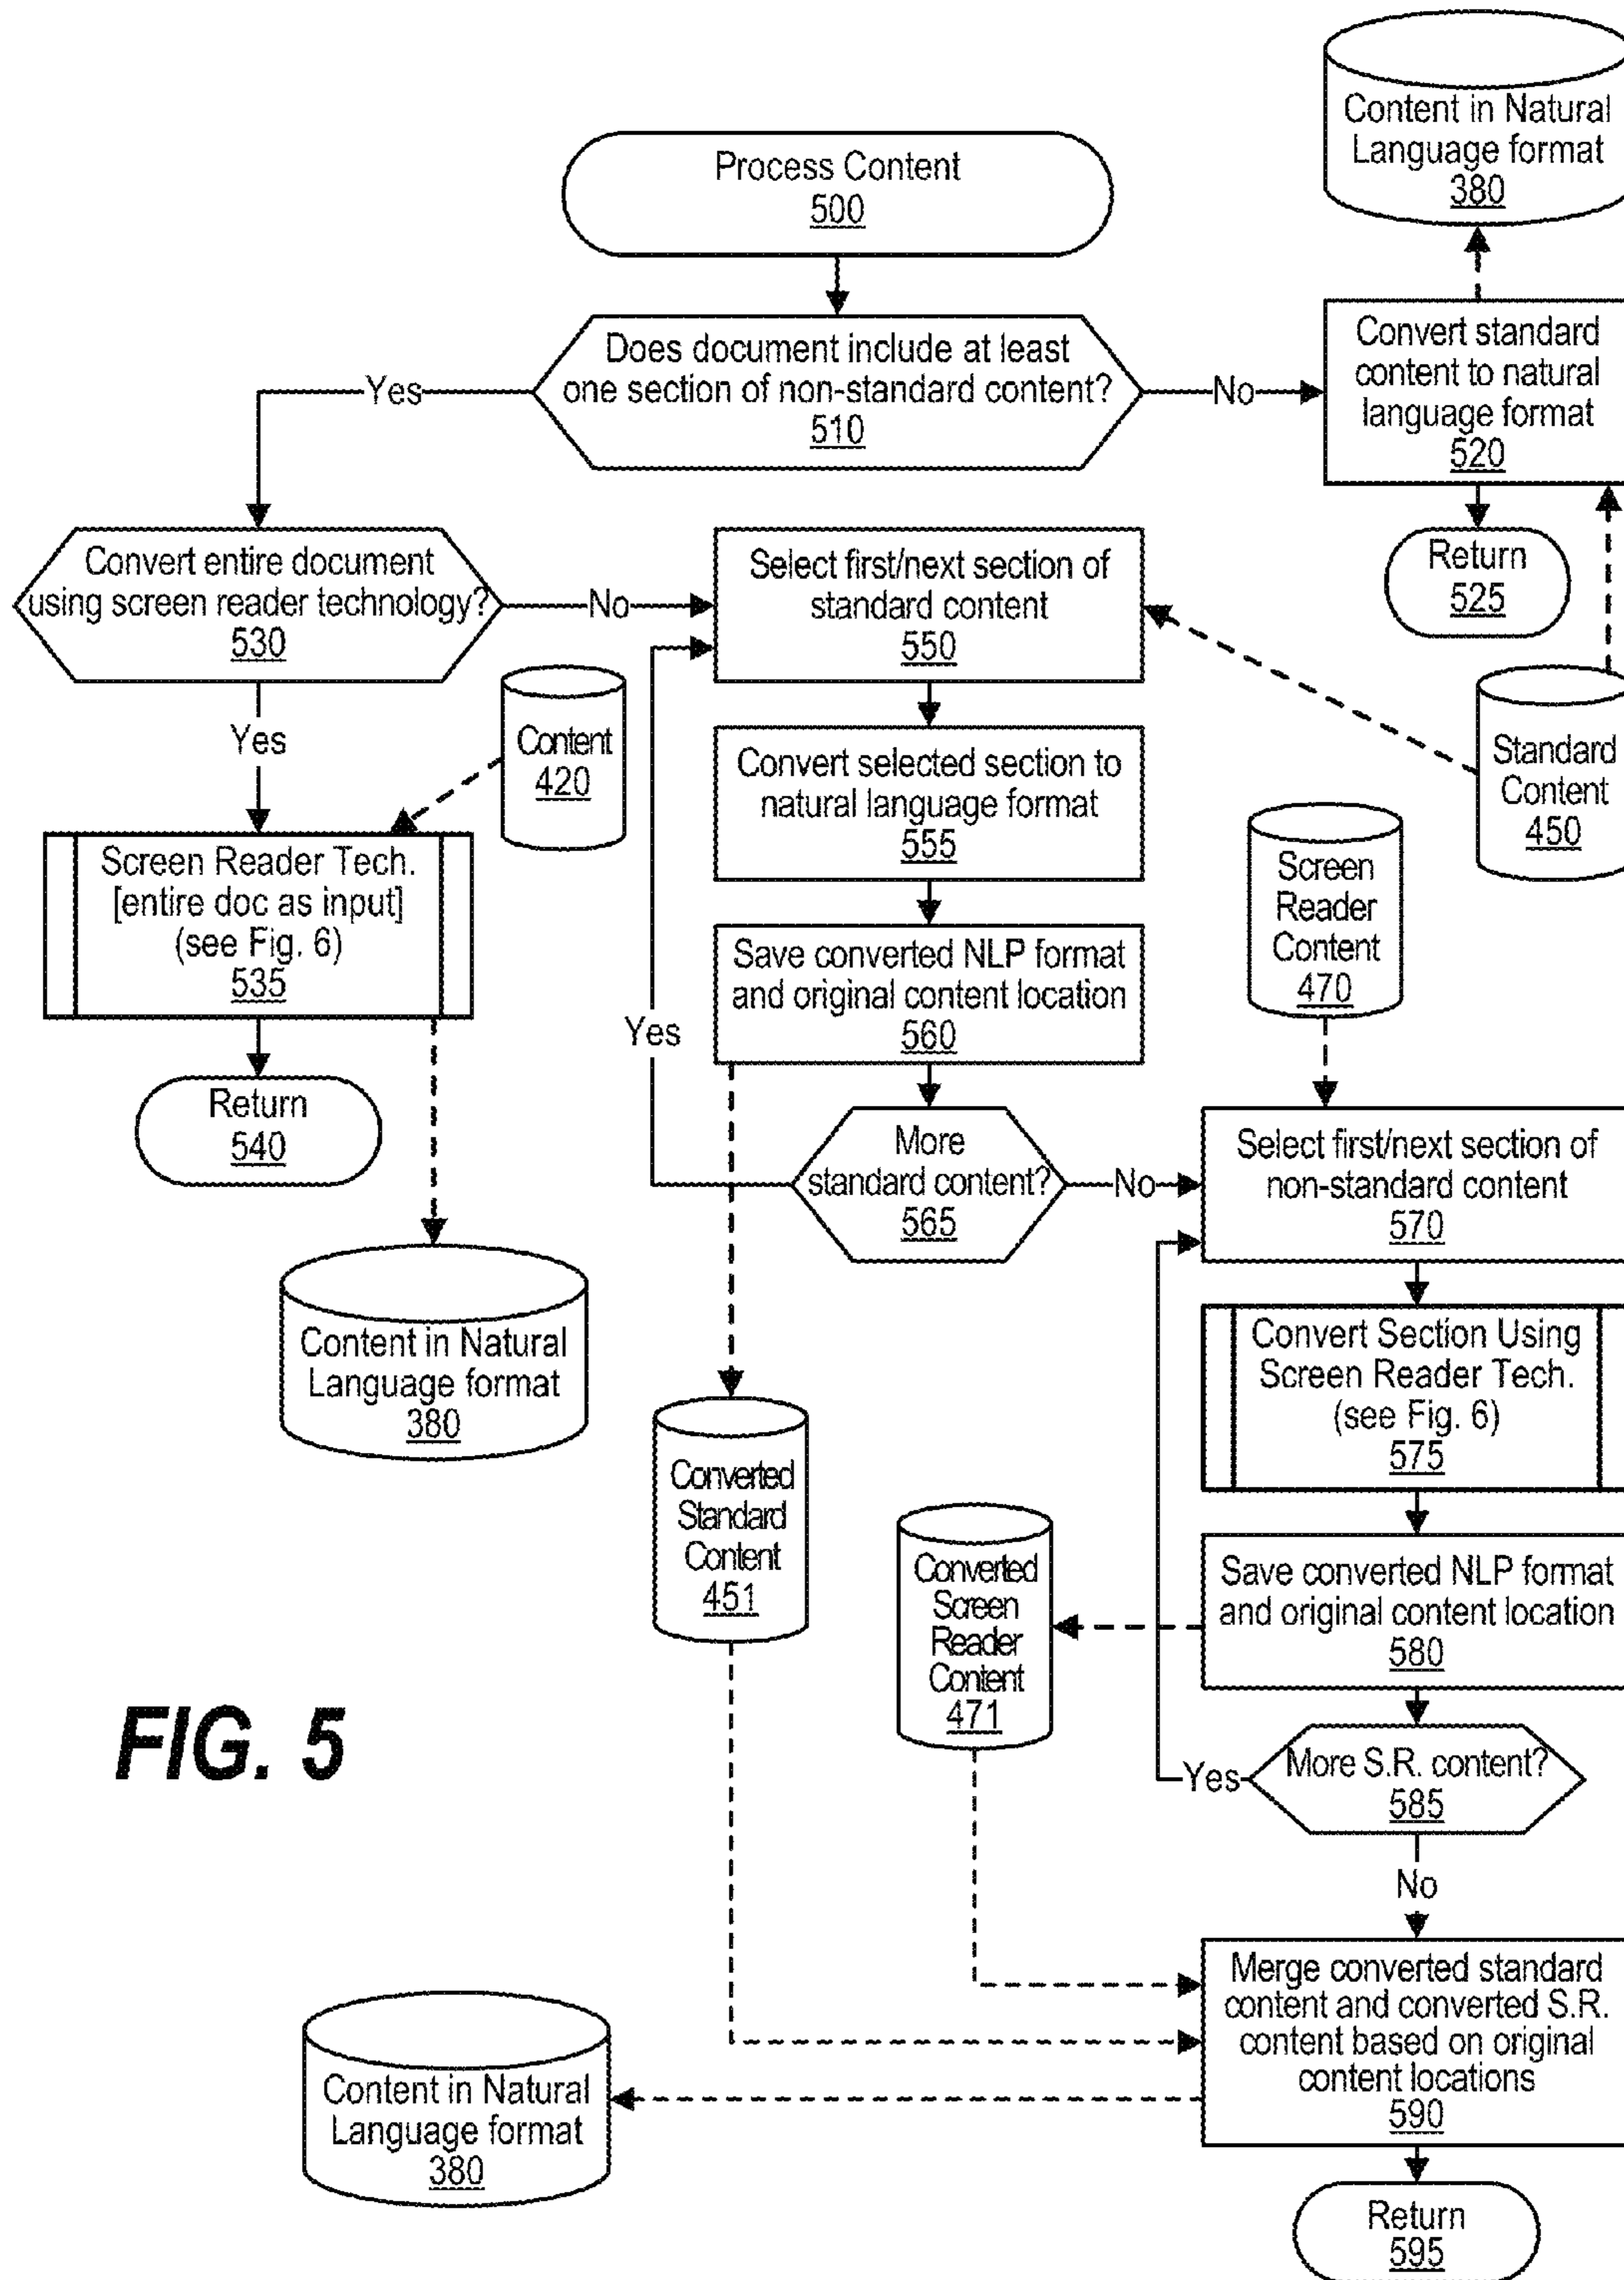 Content in Natural
Language format
380
Process Content
500
Does document include at least
one section of non-standard content?
510
Yes
No
Convert standard
content to natural
language format
520
Return
525
Convert entire document
using screen reader technology?
530
No
Yes
Select first/next section of
standard content
550
Content
420
Standard
Content
450
Convert selected section to
natural language format
555
Screen Reader Tech.
[entire doc as input]
(see Fig. 6)
535
Screen
Reader
Content
470
Save converted NLP format
and original content location
560
Yes
Return
540
More
standard content?
565
No
Select first/next section of
non-standard content
570
Content in Natural
Language format
380
Convert Section Using
Screen Reader Tech.
(see Fig. 6)
575
Converted
Standard
Content
451
Converted
Screen
Reader
Content
471
Save converted NLP format
and original content location
580
FIG. 5
More S.R. content?
585
Yes
No
Merge converted standard
content and converted S.R.
content based on original
content locations
590
Content in Natural
Language format
380
Return
595